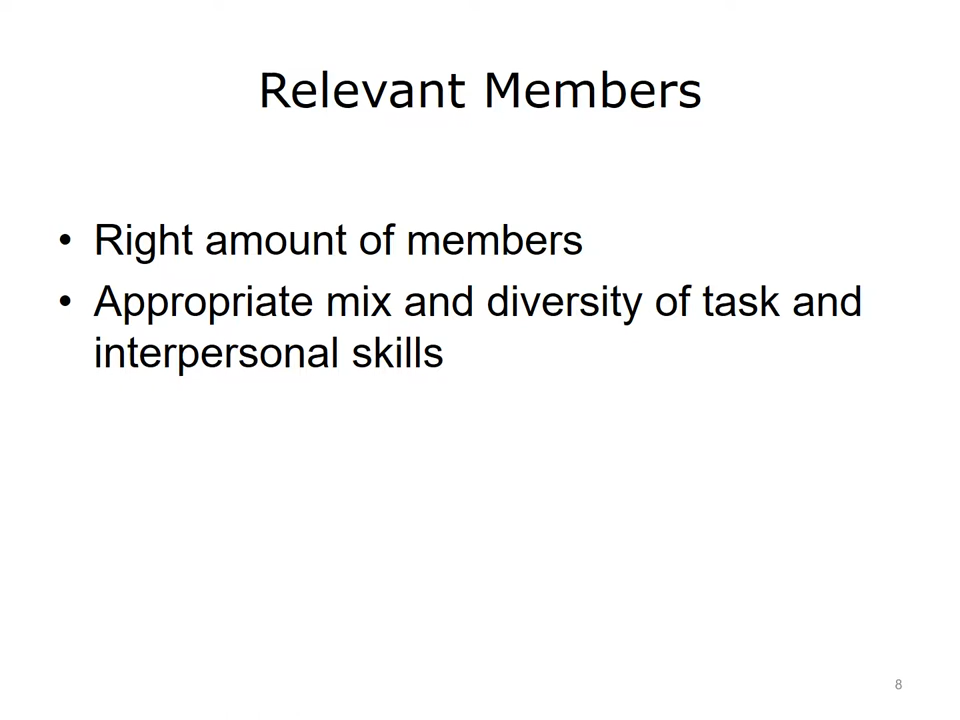 Relevant Members
• Right amount of members
• Appropriate mix and diversity of task and
interpersonal skills
8